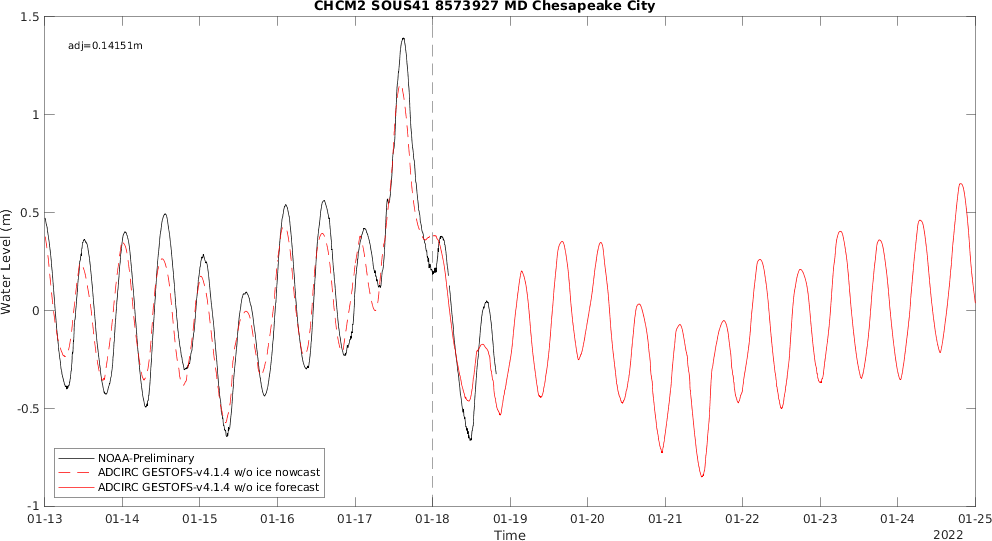 CHCM2 SOUS41 8573927 MD Chesapeake City
adj=0.14151m
1.5
1
0.5
0
-0.5
-1
Water Level (m)
NOAA-Preliminary
ADCIRC GESTOFS-v4.1.4 w/o ice nowcast
ADCIRC GESTOFS-v4.1.4 w/o ice forecast
01-13 01-14 01-15 01-16 01-17 01-18 01-19 01-20 01-21 01-22 01-23 01-24 01-25
Time
2022